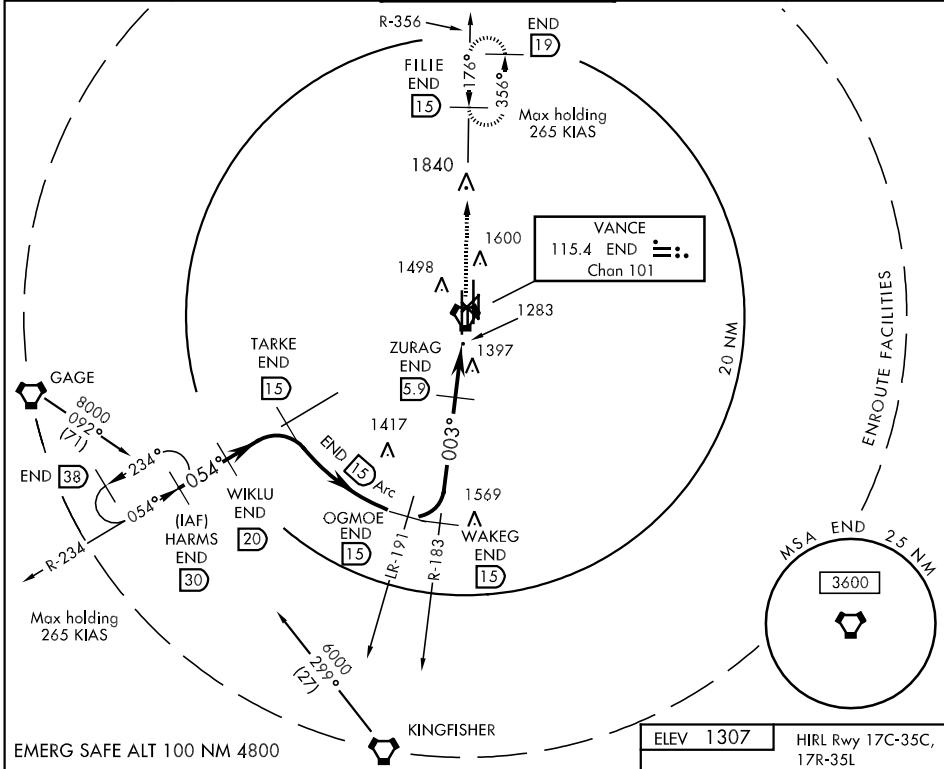 R-356
END
19
FILIE
END
15
176°
356°
Max holding
265 KIAS
1840
VANCE
115.4 END
Chan 101
1600
1498
1283
TARKE
END
15
ZURAG
END
5.9
1397
20 NM
ENROUTE FACILITIES
GAGE
8000
092°
(71)
1417
003°
END 38
234°
054°
054°
END 15 Arc
WIKLU
END
20
1569
(IAF)
HARMS
END
30
OGMOE
END
15
WAKEG
END
15
R-234
LR-191
R-183
MSA END 25 NM
3600
Max holding
265 KIAS
6000
299°
(27)
KINGFISHER
EMERG SAFE ALT 100 NM 4800
ELEV 1307
HIRL Rwy 17C-35C,
17R-35L